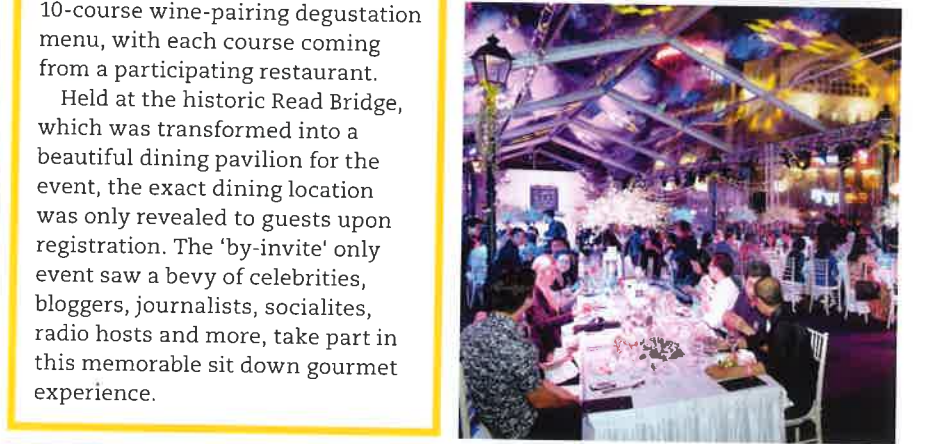 10-course wine-pairing degustation
menu, with each course coming
from a participating restaurant.
Held at the historic Read Bridge,
which was transformed into a
beautiful dining pavilion for the
event, the exact dining location
was only revealed to guests upon
registration. The ‘by-invite' only
event saw a bevy of celebrities,
bloggers, journalists, socialites,
radio hosts and more, take part in
this memorable sit down gourmet
experience.